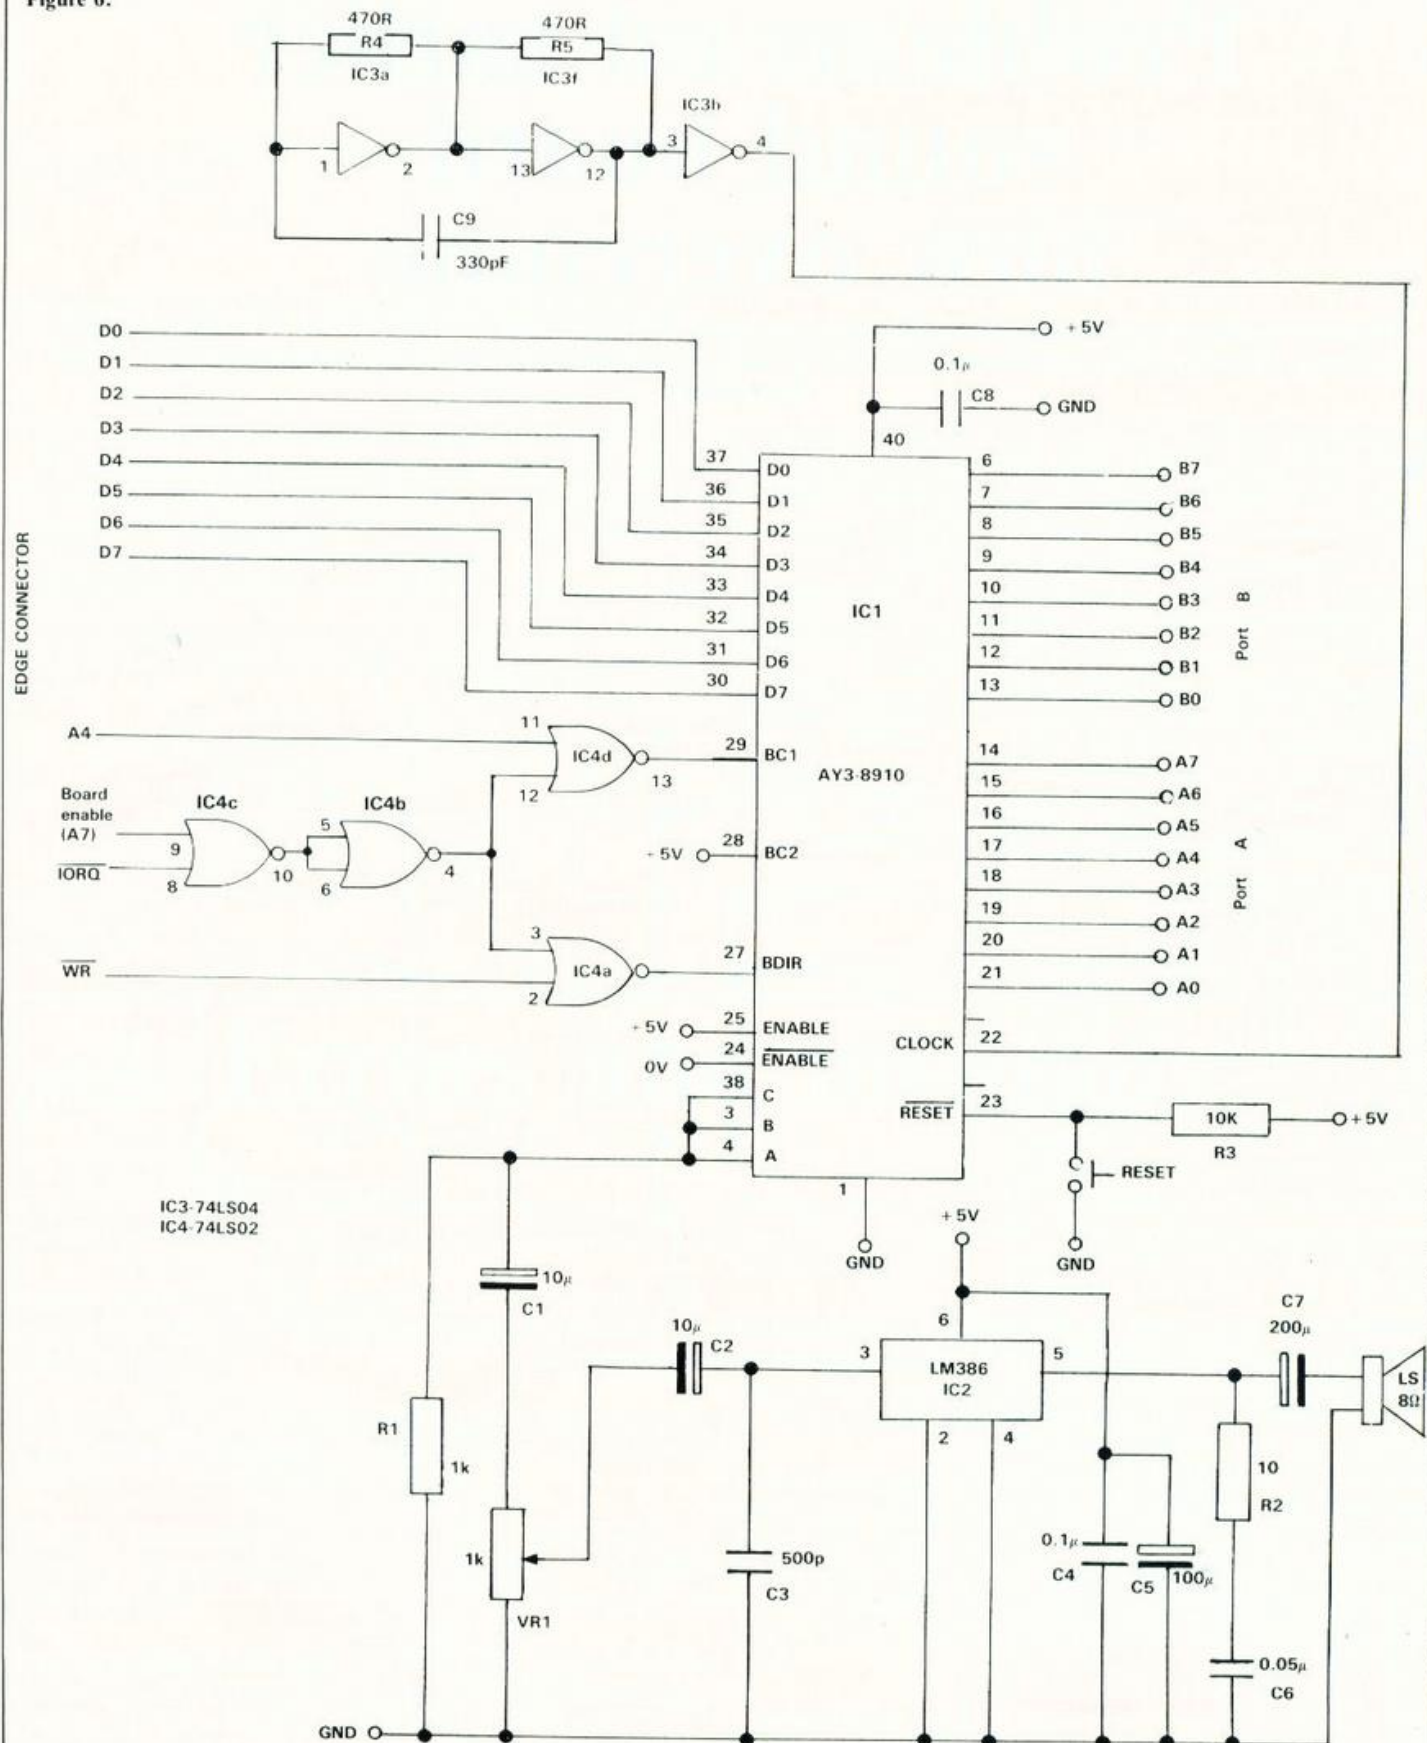 Figure 6.
470R
R4
IC3a
470R
R5
IC3f
IC3b
1
2
13
12
3
4
C9
330pF
EDGE CONNECTOR
D0
D1
D2
D3
D4
D5
D6
D7
+5V
0.1µ
C8
GND
40
37
D0
36
D1
35
D2
34
D3
33
D4
32
D5
31
D6
30
D7
IC1
AY3-8910
6
B7
7
B6
8
B5
9
B4
10
B3
11
B2
12
B1
13
B0
Port B
14
A7
15
A6
16
A5
17
A4
18
A3
19
A2
20
A1
21
A0
Port A
A4
11
12
IC4d
13
29
BC1
Board
enable
(A7)
IORQ
9
8
IC4c
10
5
6
IC4b
4
+5V
28
BC2
WR
3
2
IC4a
27
BDIR
+5V
25
ENABLE
0V
24
ENABLE
38
C
3
B
4
A
CLOCK
22
RESET
23
10K
R3
+5V
RESET
GND
1
GND
IC3-74LS04
IC4-74LS02
+5V
10µ
C1
R1
1k
1k
VR1
10µ
C2
500p
C3
3
6
LM386
IC2
5
2
4
C7
200µ
LS
8Ω
10
R2
0.1µ
C4
C5
100µ
0.05µ
C6
GND